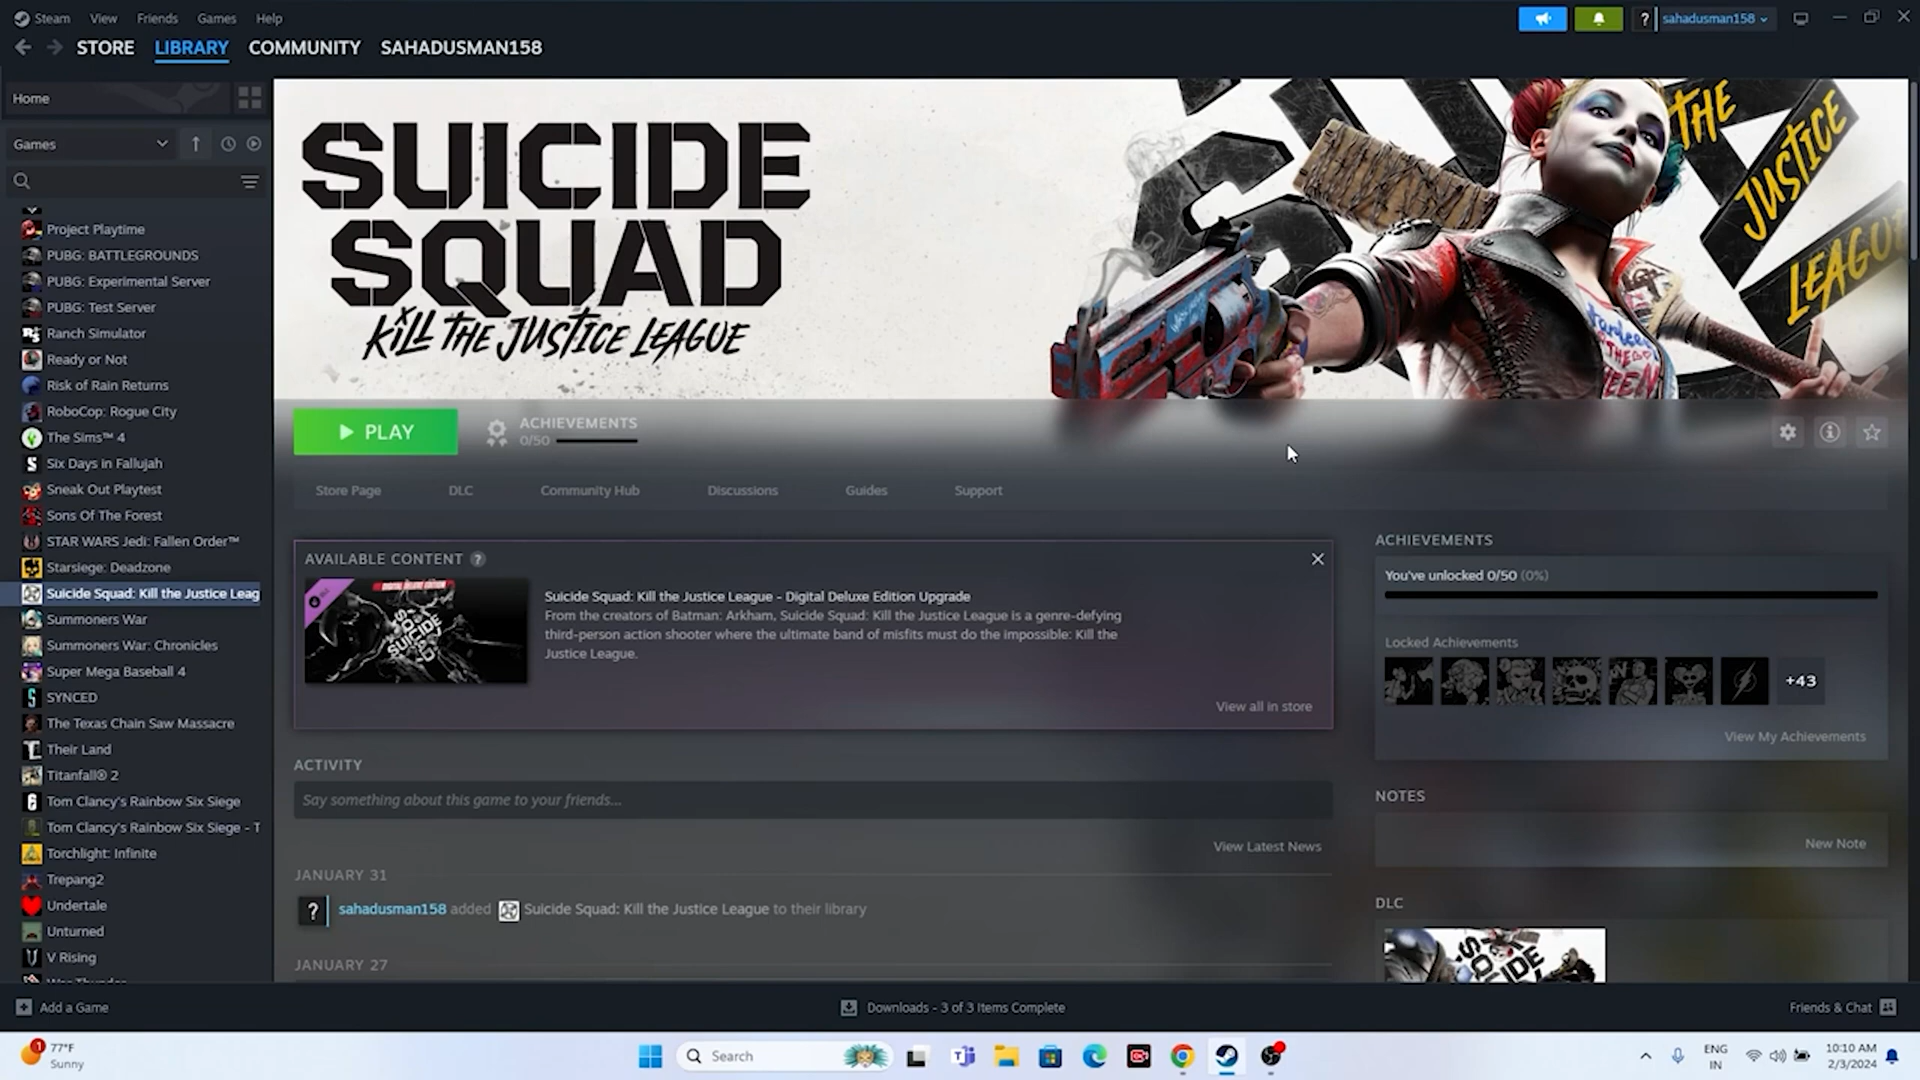 Steam View Friends Games Help
? sahadusman158
STORE LIBRARY COMMUNITY SAHADUSMAN158
Home
Games
Project Playtime
PUBG: BATTLEGROUNDS
PUBG: Experimental Server
PUBG: Test Server
Ranch Simulator
Ready or Not
Risk of Rain Returns
RoboCop: Rogue City
The Sims™ 4
Six Days in Fallujah
Sneak Out Playtest
Sons Of The Forest
STAR WARS Jedi: Fallen Order™
Starsiege: Deadzone
Suicide Squad: Kill the Justice Leag
Summoners War
Summoners War: Chronicles
Super Mega Baseball 4
SYNCED
The Texas Chain Saw Massacre
Their Land
Titanfall® 2
Tom Clancy's Rainbow Six Siege
Tom Clancy's Rainbow Six Siege - T
Torchlight: Infinite
Trepang2
Undertale
Unturned
V Rising
SUICIDE
SQUAD
KILL THE JUSTICE LEAGUE
THE
JUSTICE
LEAGUE
PLAY
ACHIEVEMENTS
0/50
Store Page DLC Community Hub Discussions Guides Support
AVAILABLE CONTENT ?
DIGITAL DELUXE EDITION
SUICIDE
SQUAD
Suicide Squad: Kill the Justice League - Digital Deluxe Edition Upgrade
From the creators of Batman: Arkham, Suicide Squad: Kill the Justice League is a genre-defying
third-person action shooter where the ultimate band of misfits must do the impossible: Kill the
Justice League.
View all in store
ACTIVITY
Say something about this game to your friends...
View Latest News
JANUARY 31
? sahadusman158 added Suicide Squad: Kill the Justice League to their library
JANUARY 27
ACHIEVEMENTS
You've unlocked 0/50 (0%)
Locked Achievements
+43
View My Achievements
NOTES
New Note
DLC
Add a Game
Downloads - 3 of 3 Items Complete
Friends & Chat
1
77°F
Sunny
Search
ENG
IN
10:10 AM
2/3/2024